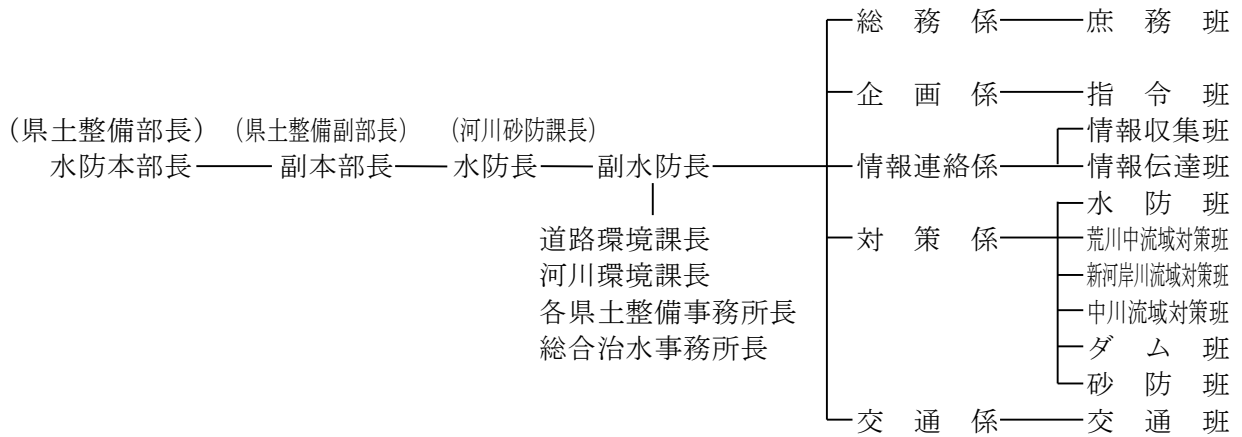 総務係 庶務班
企画係 指令班
（県土整備部長）（県土整備副部長）（河川砂防課長） 情報収集班
水防本部長 副本部長 水防長 副水防長 情報連絡係 情報伝達班
水防班
道路環境課長 対策係 荒川中流域対策班
河川環境課長 新河岸川流域対策班
各県土整備事務所長 中川流域対策班
総合治水事務所長 ダム班
砂防班
交通係 交通班